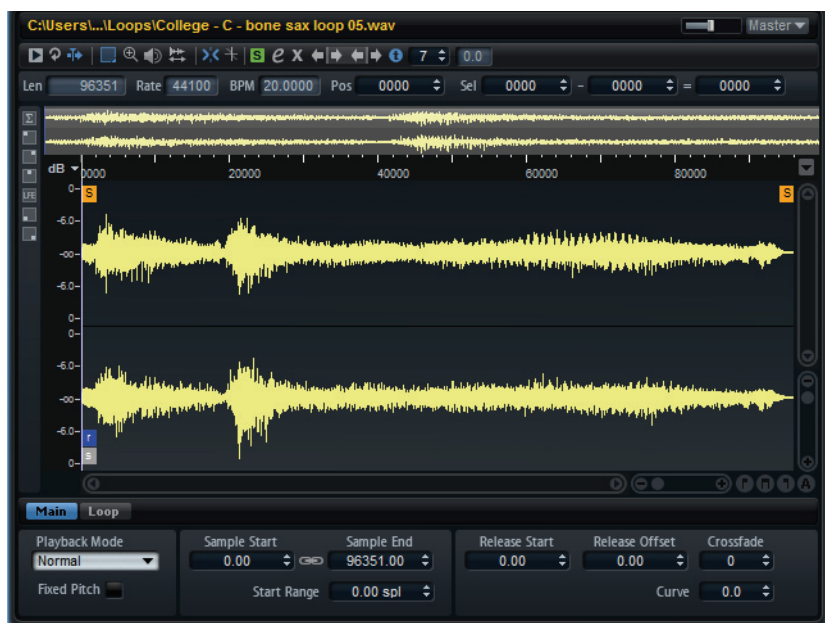 C:\Users\...\Loops\College - C - bone sax loop 05.wav Master
S e X 7 0.0
Len 96351 Rate 44100 BPM 20.0000 Pos 0000 Sel 0000 - 0000 = 0000
Σ
dB 0000 20000 40000 60000 80000
LFE
0- S S
-6.0-
-oo-
-6.0-
0-
0-
-6.0-
-oo-
-6.0- r
0- s
A
Main Loop
Playback Mode Sample Start Sample End Release Start Release Offset Crossfade
Normal 0.00 96351.00 0.00 0.00 0
Fixed Pitch Start Range 0.00 spl Curve 0.0